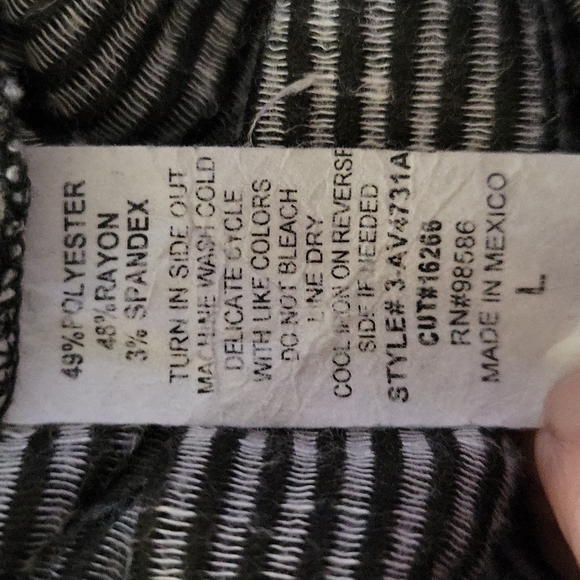 49% POLYESTER
48% RAYON
3% SPANDEX
TURN IN SIDE OUT
MACHINE WASH COLD
DELICATE CYCLE
WITH LIKE COLORS
DO NOT BLEACH
LINE DRY
COOL IRON ON REVERSE
SIDE IF NEEDED
STYLE# 3-AV4731A
CUT#16266
RN#98586
MADE IN MEXICO
L